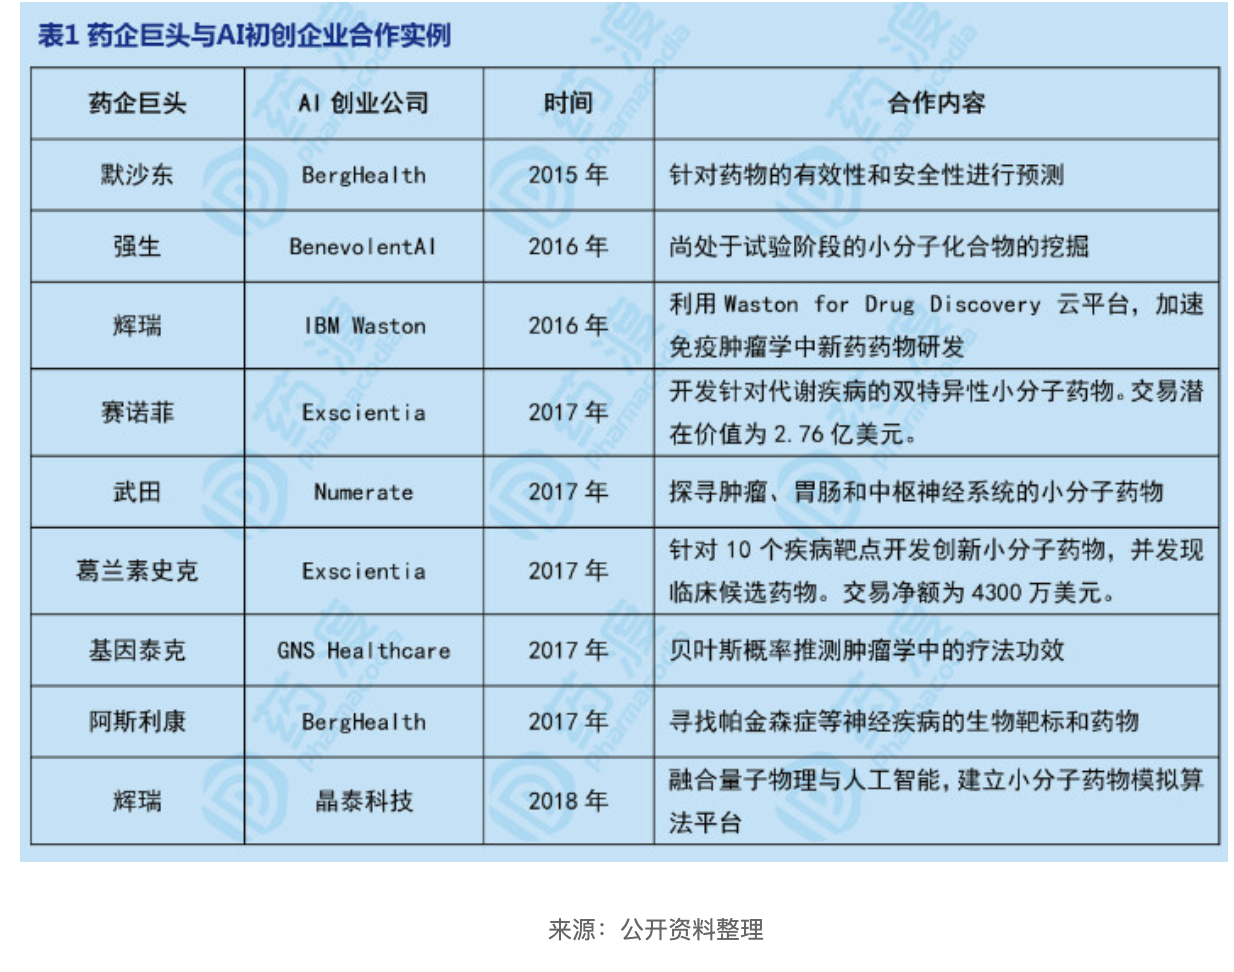 表1 药企巨头与AI初创企业合作实例
药企巨头 AI 创业公司 时间 合作内容
默沙东 BergHealth 2015 年 针对药物的有效性和安全性进行预测
强生 BenevolentAI 2016 年 尚处于试验阶段的小分子化合物的挖掘
辉瑞 IBM Waston 2016 年 利用 Waston for Drug Discovery 云平台，加速
免疫肿瘤学中新药药物研发
赛诺菲 Exscientia 2017 年 开发针对代谢疾病的双特异性小分子药物。交易潜
在价值为 2.76 亿美元。
武田 Numerate 2017 年 探寻肿瘤、胃肠和中枢神经系统的小分子药物
葛兰素史克 Exscientia 2017 年 针对 10 个疾病靶点开发创新小分子药物，并发现
临床候选药物。交易净额为 4300 万美元。
基因泰克 GNS Healthcare 2017 年 贝叶斯概率推测肿瘤学中的疗法功效
阿斯利康 BergHealth 2017 年 寻找帕金森症等神经疾病的生物靶标和药物
辉瑞 晶泰科技 2018 年 融合量子物理与人工智能，建立小分子药物模拟算
法平台
来源：公开资料整理
药渡
pharmacodia